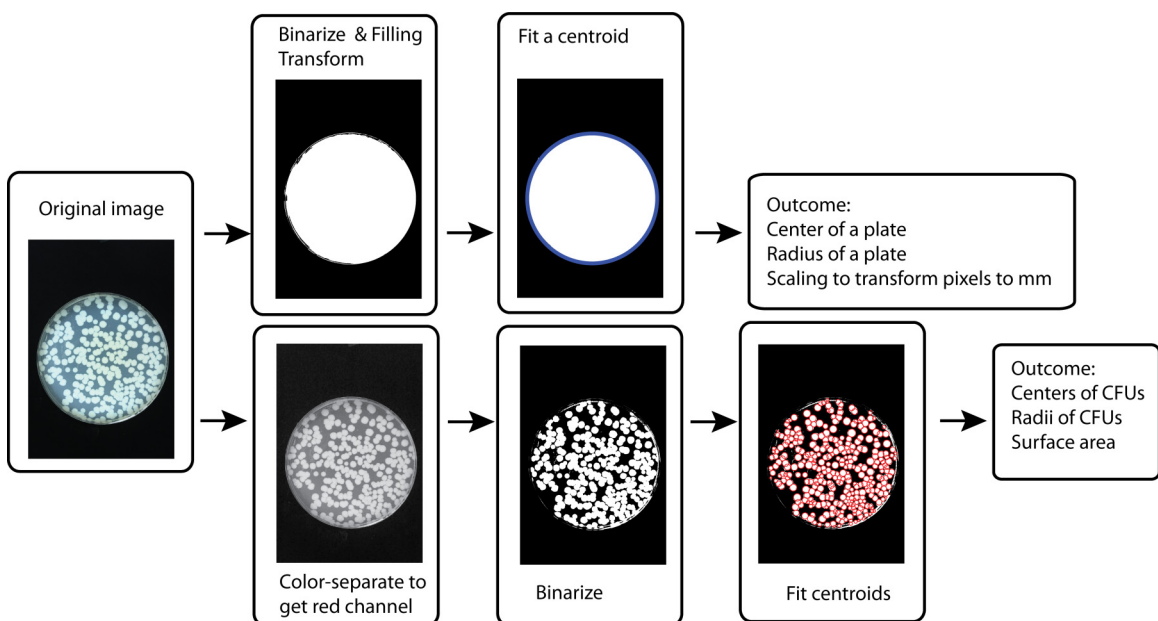 Original image
Binarize & Filling
Transform
Fit a centroid
Outcome:
Center of a plate
Radius of a plate
Scaling to transform pixels to mm
Color-separate to
get red channel
Binarize
Fit centroids
Outcome:
Centers of CFUs
Radii of CFUs
Surface area